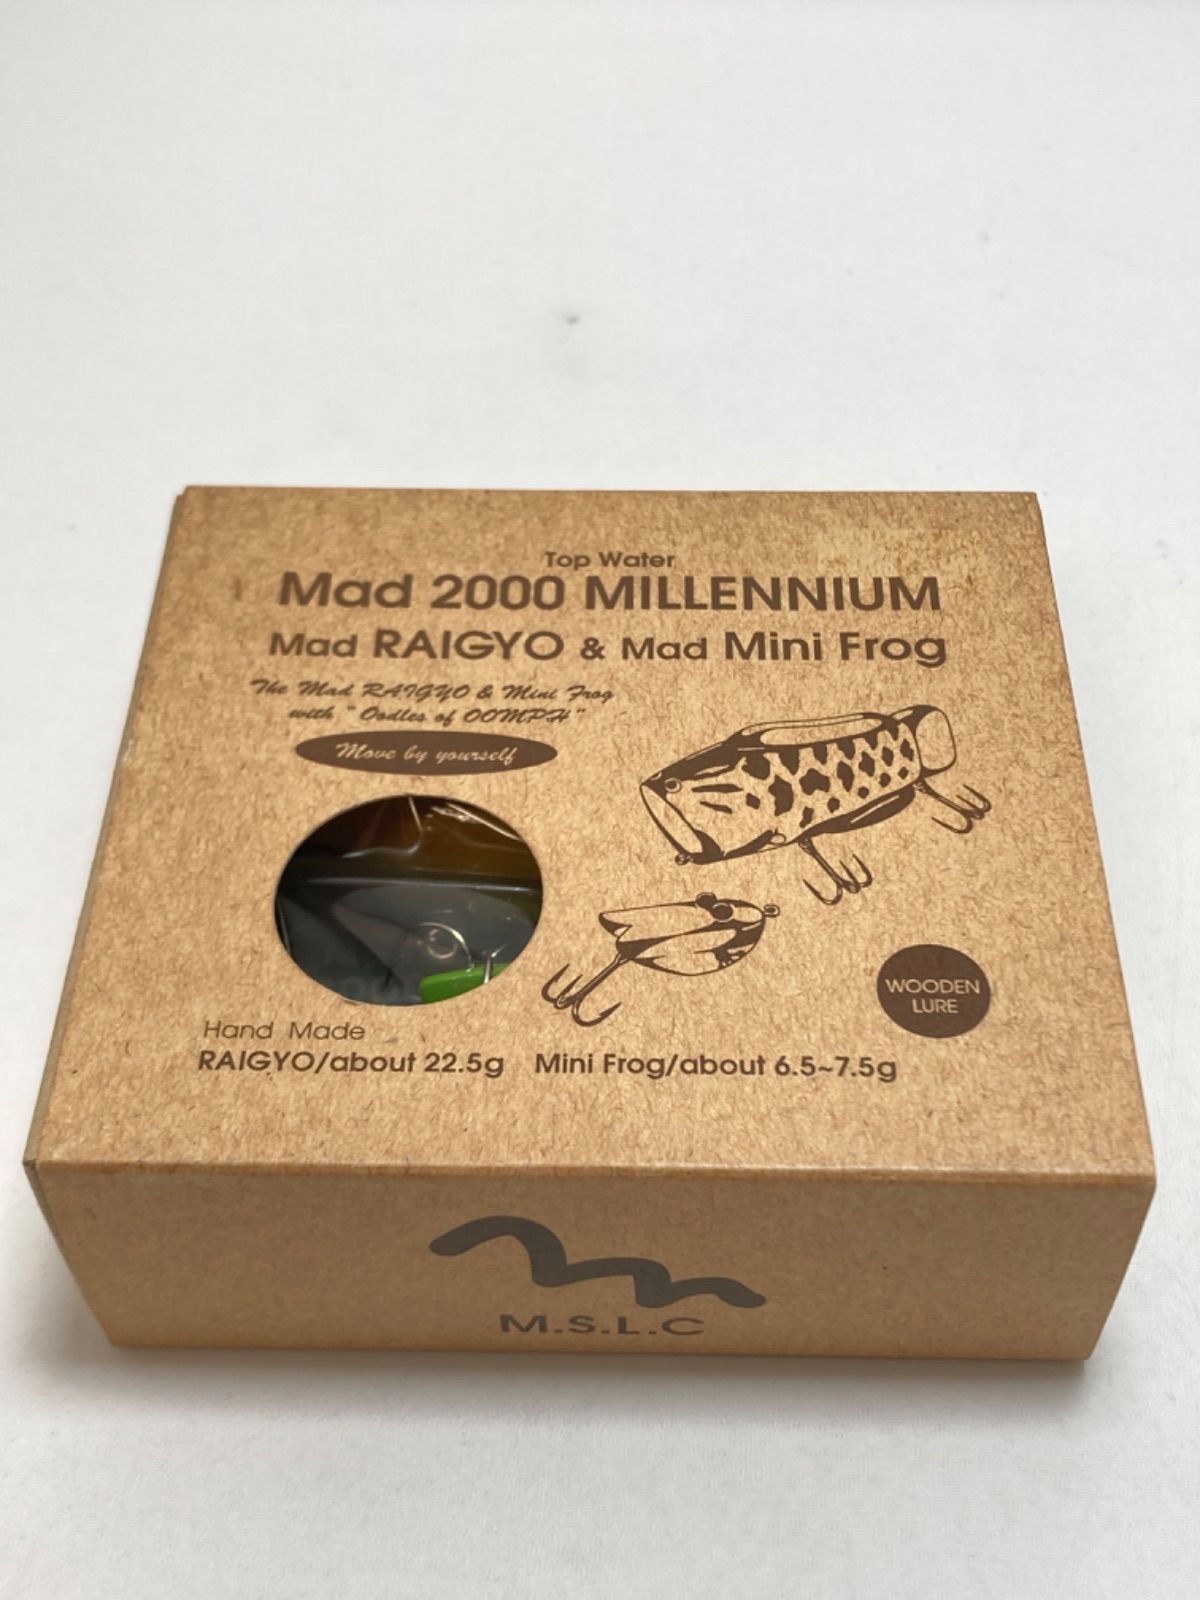 Top Water
Mad 2000 MILLENNIUM
Mad RAIGYO & Mad Mini Frog
The Mad RAIGYO & Mini Frog
with "Oodles of OOMPH"
Move by yourself
WOODEN
LURE
Hand Made
RAIGYO/about 22.5g Mini Frog/about 6.5~7.5g
M.S.L.C